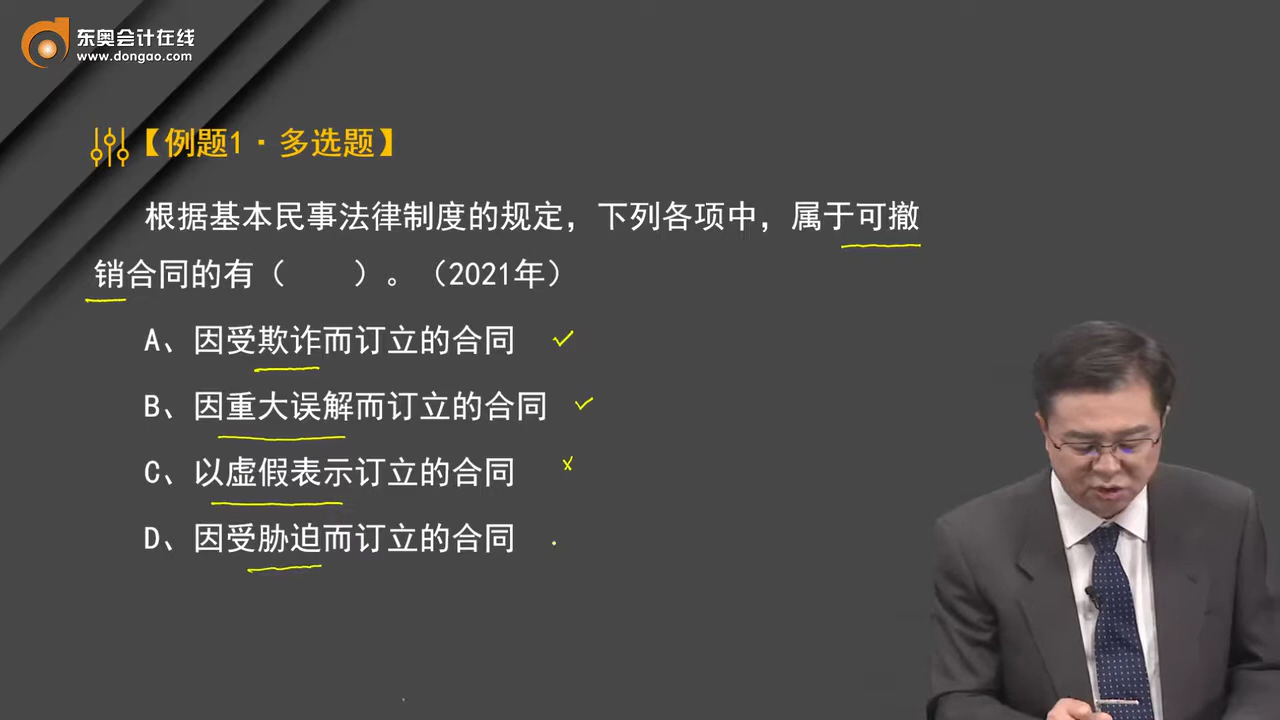 东奥会计在线
www.dongao.com
【例题1·多选题】
根据基本民事法律制度的规定，下列各项中，属于可撤
销合同的有（　　）。（2021年）
A、因受欺诈而订立的合同
B、因重大误解而订立的合同
C、以虚假表示订立的合同
D、因受胁迫而订立的合同